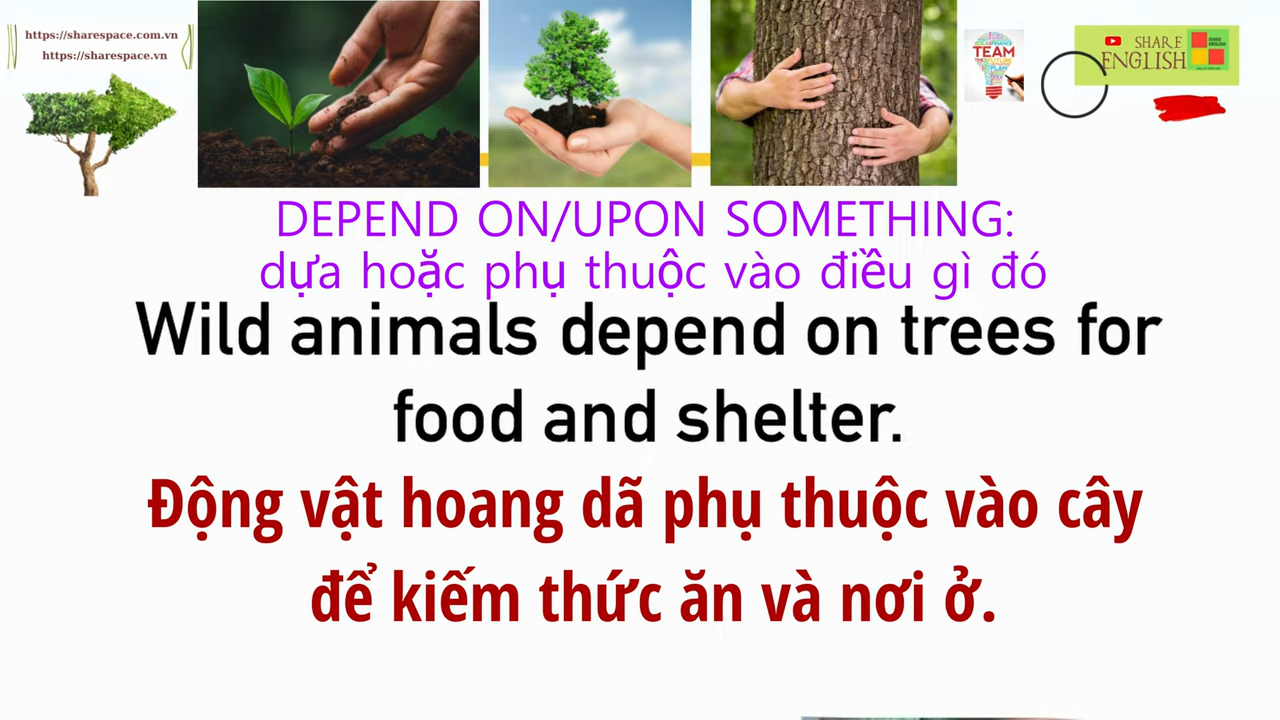 https://sharespace.com.vn
https://sharespace.vn
TEAM
PLAN
SHARE
ENGLISH
DEPEND ON/UPON SOMETHING:
dựa hoặc phụ thuộc vào điều gì đó
Wild animals depend on trees for
food and shelter.
Động vật hoang dã phụ thuộc vào cây
để kiếm thức ăn và nơi ở.